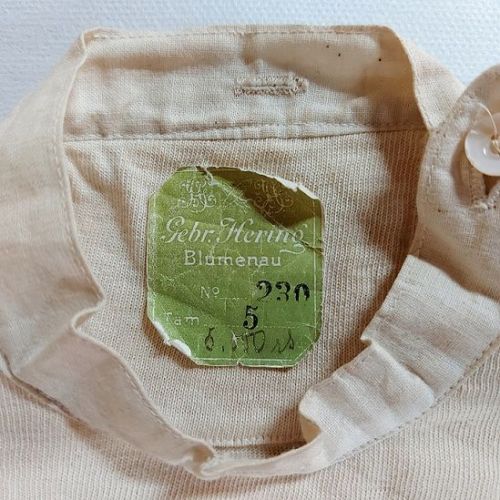 Gebr. Hering
Blumenau
No 230
Tam 5